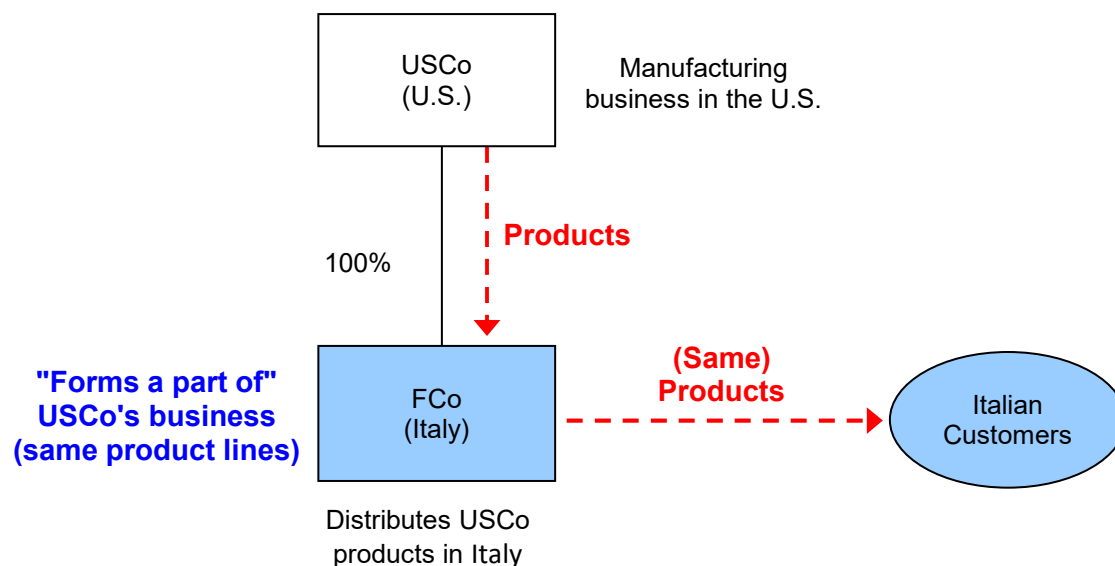 USCo
(U.S.)
Manufacturing
business in the U.S.
Products
100%
"Forms a part of"
USCo's business
(same product lines)
FCo
(Italy)
(Same)
Products
Italian
Customers
Distributes USCo
products in Italy